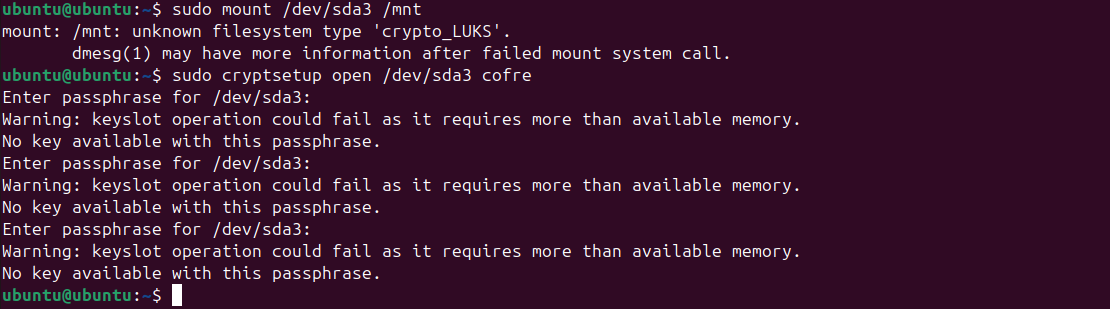 ubuntu@ubuntu:~$ sudo mount /dev/sda3 /mnt
mount: /mnt: unknown filesystem type 'crypto_LUKS'.
       dmesg(1) may have more information after failed mount system call.
ubuntu@ubuntu:~$ sudo cryptsetup open /dev/sda3 cofre
Enter passphrase for /dev/sda3:
Warning: keyslot operation could fail as it requires more than available memory.
No key available with this passphrase.
Enter passphrase for /dev/sda3:
Warning: keyslot operation could fail as it requires more than available memory.
No key available with this passphrase.
Enter passphrase for /dev/sda3:
Warning: keyslot operation could fail as it requires more than available memory.
No key available with this passphrase.
ubuntu@ubuntu:~$